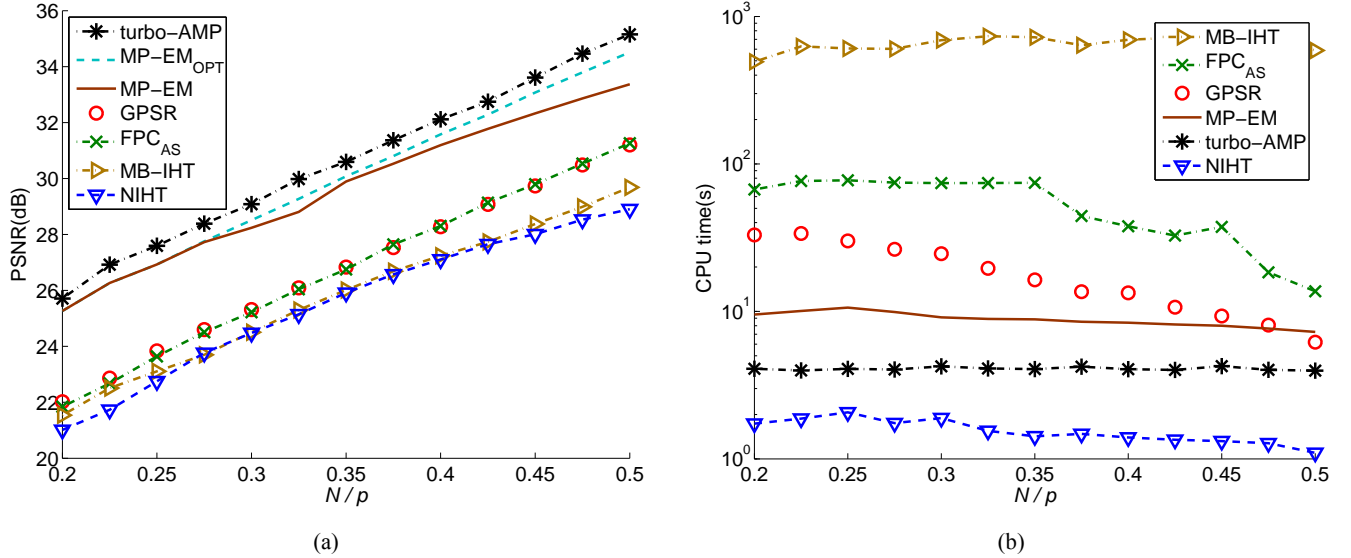 PSNR(dB)
36
34
32
30
28
26
24
22
20
turbo−AMP
MP−EM_OPT
MP−EM
GPSR
FPC_AS
MB−IHT
NIHT
0.2
0.25
0.3
0.35
0.4
0.45
0.5
N / p
(a)
CPU time(s)
10^3
10^2
10^1
10^0
MB−IHT
FPC_AS
GPSR
MP−EM
turbo−AMP
NIHT
0.2
0.25
0.3
0.35
0.4
0.45
0.5
N / p
(b)